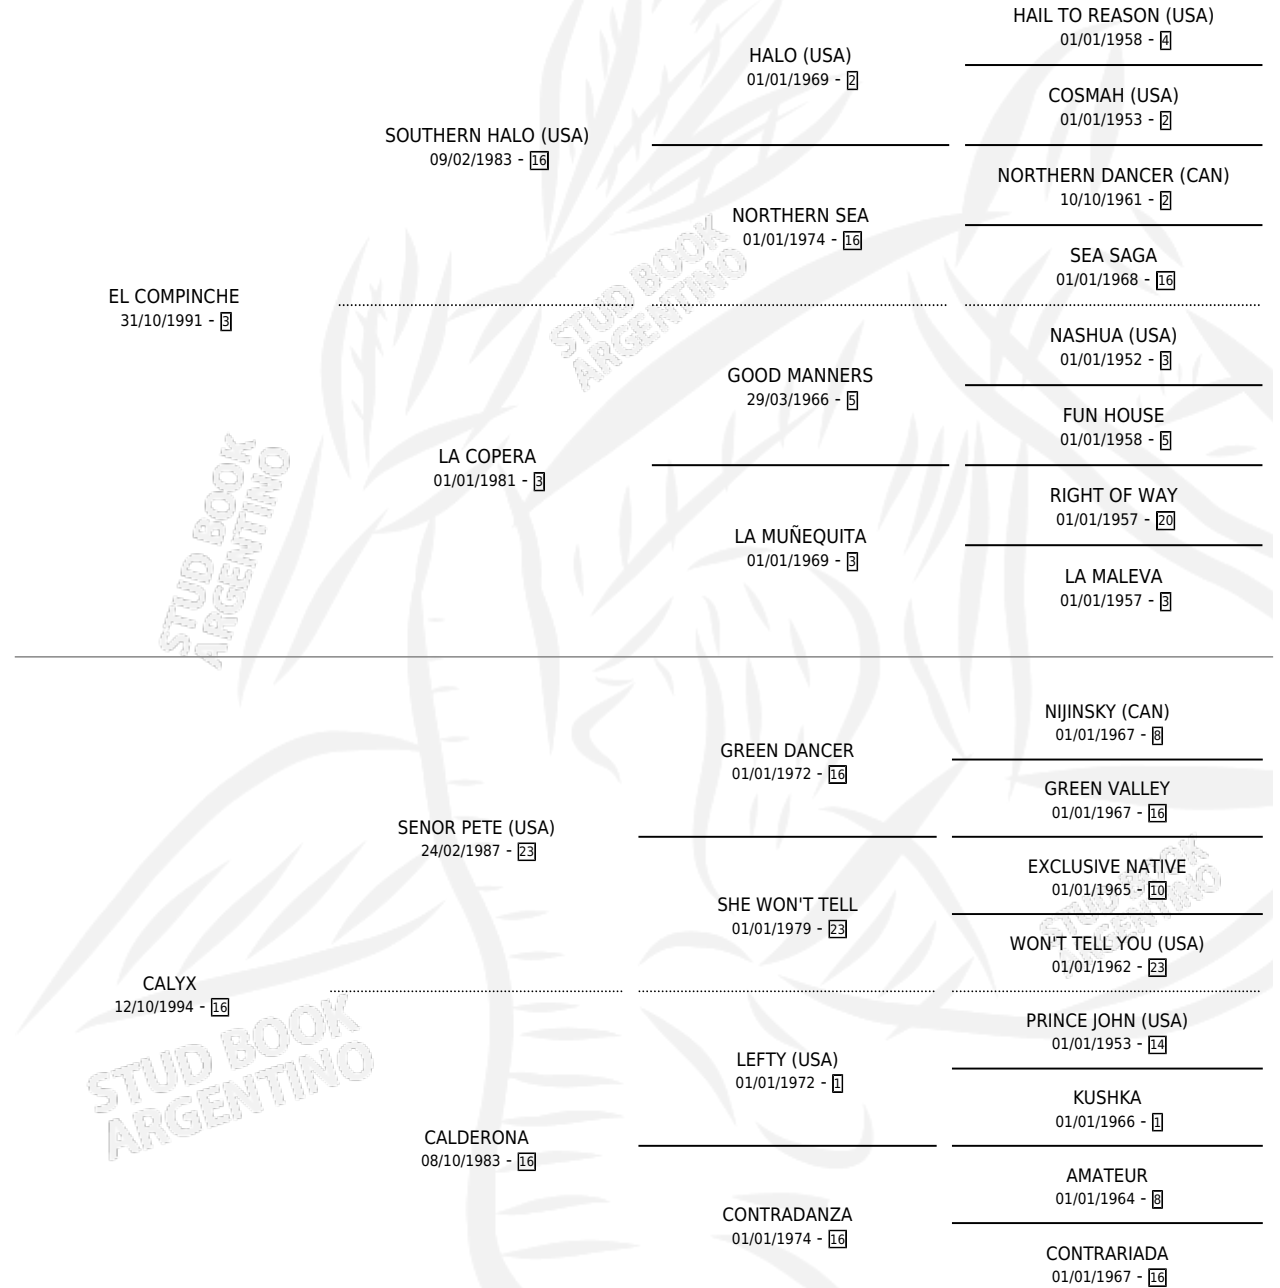 HAIL TO REASON (USA)
01/01/1958 - 4
HALO (USA)
01/01/1969 - 2
COSMAH (USA)
01/01/1953 - 2
SOUTHERN HALO (USA)
09/02/1983 - 16
NORTHERN DANCER (CAN)
10/10/1961 - 2
NORTHERN SEA
01/01/1974 - 16
SEA SAGA
01/01/1968 - 16
EL COMPINCHE
31/10/1991 - 3
NASHUA (USA)
01/01/1952 - 3
GOOD MANNERS
29/03/1966 - 5
FUN HOUSE
01/01/1958 - 5
LA COPERA
01/01/1981 - 3
RIGHT OF WAY
01/01/1957 - 20
LA MUÑEQUITA
01/01/1969 - 3
LA MALEVA
01/01/1957 - 3
STUD BOOK
ARGENTINO
STUD BOOK
ARGENTINO
NIJINSKY (CAN)
01/01/1967 - 8
GREEN DANCER
01/01/1972 - 16
GREEN VALLEY
01/01/1967 - 16
SENOR PETE (USA)
24/02/1987 - 23
EXCLUSIVE NATIVE
01/01/1965 - 10
SHE WON'T TELL
01/01/1979 - 23
WON'T TELL YOU (USA)
01/01/1962 - 23
CALYX
12/10/1994 - 16
PRINCE JOHN (USA)
01/01/1953 - 14
LEFTY (USA)
01/01/1972 - 1
KUSHKA
01/01/1966 - 1
CALDERONA
08/10/1983 - 16
AMATEUR
01/01/1964 - 8
CONTRADANZA
01/01/1974 - 16
CONTRARIADA
01/01/1967 - 16
STUD BOOK
ARGENTINO
STUD BOOK
ARGENTINO